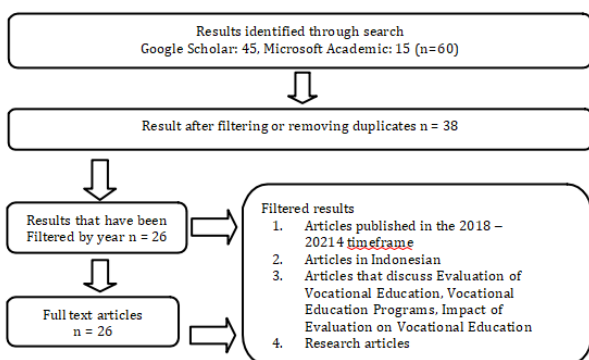 Results identified through search
Google Scholar: 45, Microsoft Academic: 15 (n=60)
Result after filtering or removing duplicates n = 38
Results that have been
Filtered by year n = 26
Full text articles
n = 26
Filtered results
1. Articles published in the 2018 –
20214 timeframe
2. Articles in Indonesian
3. Articles that discuss Evaluation of
Vocational Education, Vocational
Education Programs, Impact of
Evaluation on Vocational Education
4. Research articles